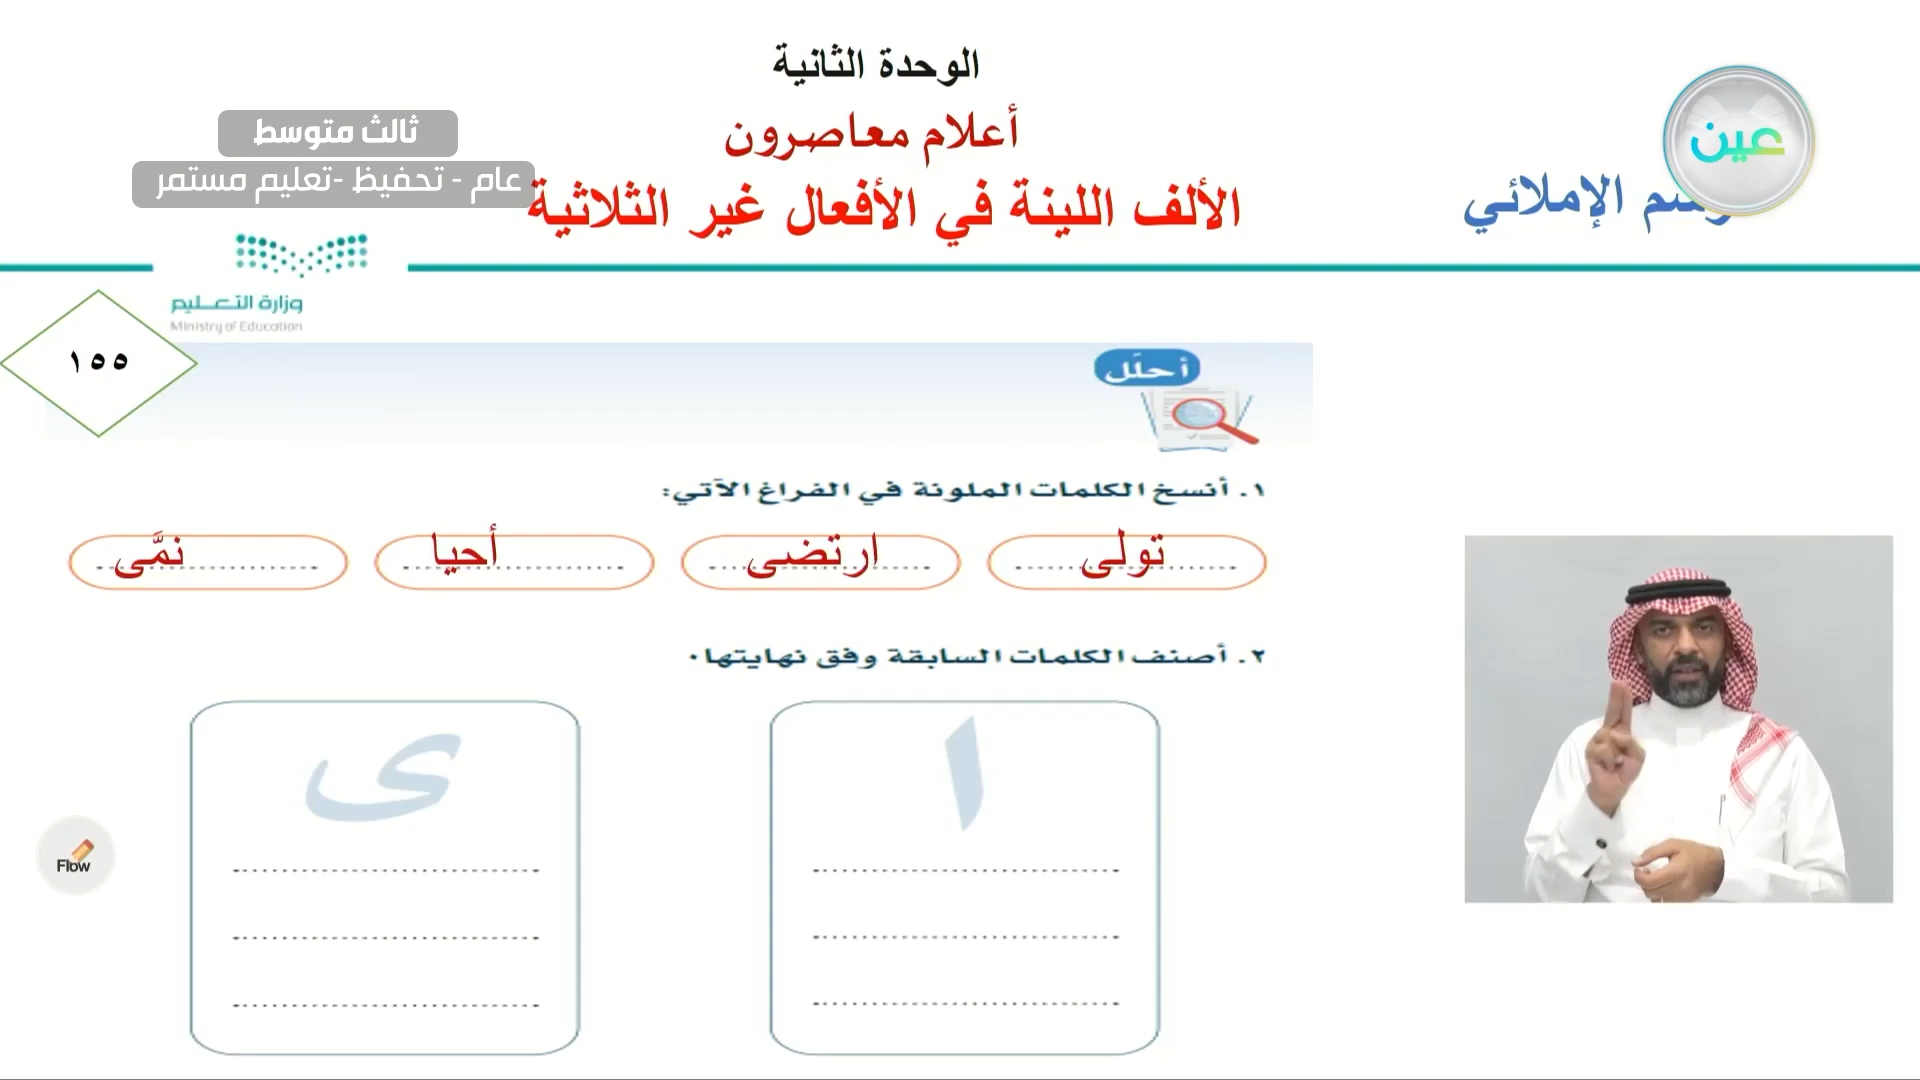 الوحدة الثانية
أعلام معاصرون
الألف اللينة في الأفعال غير الثلاثية
الإملائي
عين
ثالث متوسط
عام - تحفيظ -تعليم مستمر
وزارة التعـــليم
Ministry of Education
١٥٥
أحلّل
١. أنسخ الكلمات الملونة في الفراغ الآتي:
تولى
ارتضى
أحيا
نمَّى
٢. أصنف الكلمات السابقة وفق نهايتها.
ا
ى
Flow